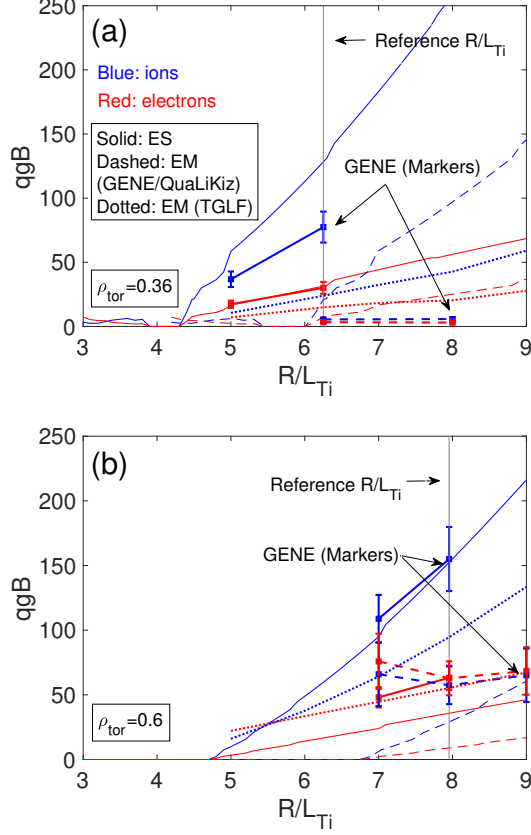 250
(a)
Reference R/L_Ti
Blue: ions
200
Red: electrons
Solid: ES
Dashed: EM
(GENE/QuaLiKiz)
Dotted: EM (TGLF)
GENE (Markers)
150
qgB
100
50
ρ_tor=0.36
0
3 4 5 6 7 8 9
R/L_Ti
250
(b)
Reference R/L_Ti
200
GENE (Markers)
150
qgB
100
50
ρ_tor=0.6
0
3 4 5 6 7 8 9
R/L_Ti